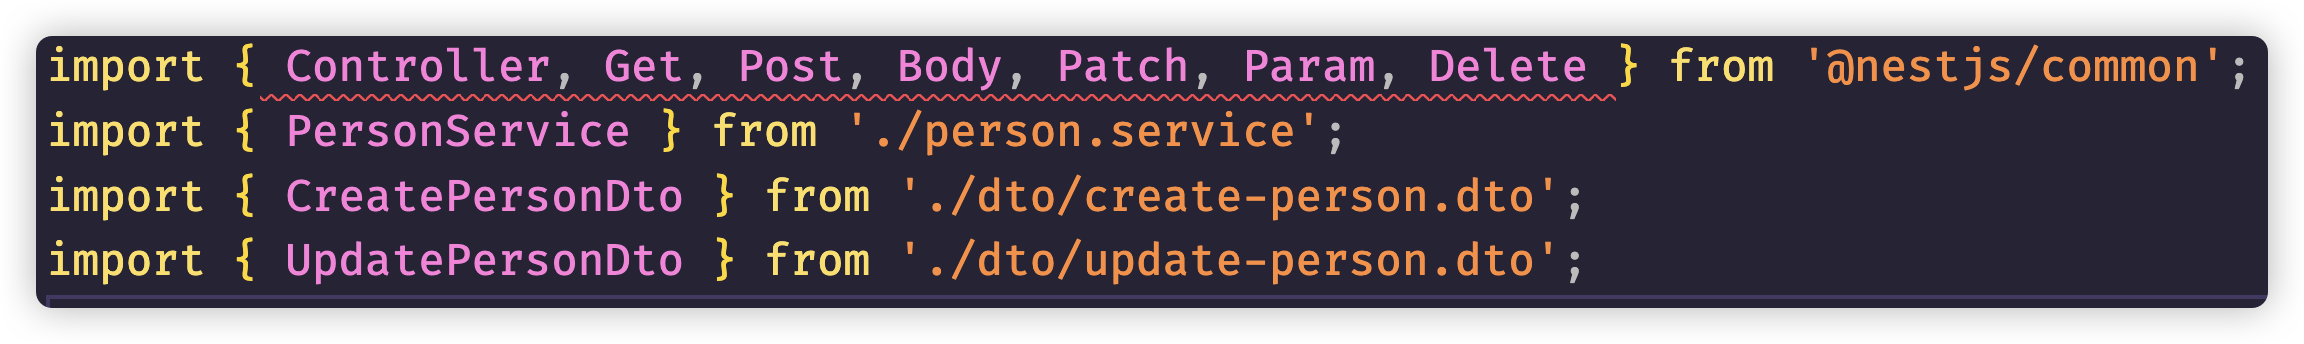 import { Controller, Get, Post, Body, Patch, Param, Delete } from '@nestjs/common';
import { PersonService } from './person.service';
import { CreatePersonDto } from './dto/create-person.dto';
import { UpdatePersonDto } from './dto/update-person.dto';